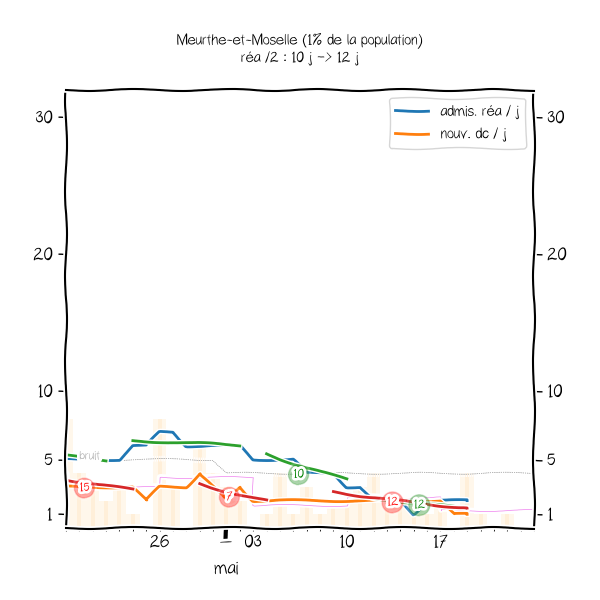 Meurthe-et-Moselle (1% de la population)
réa /2 : 10 j -> 12 j
admis. réa / j
nouv. dc / j
30 30
20 20
10 10
5 5
1 1
bruit
15
7
10
12
12
26 03 10 17
mai